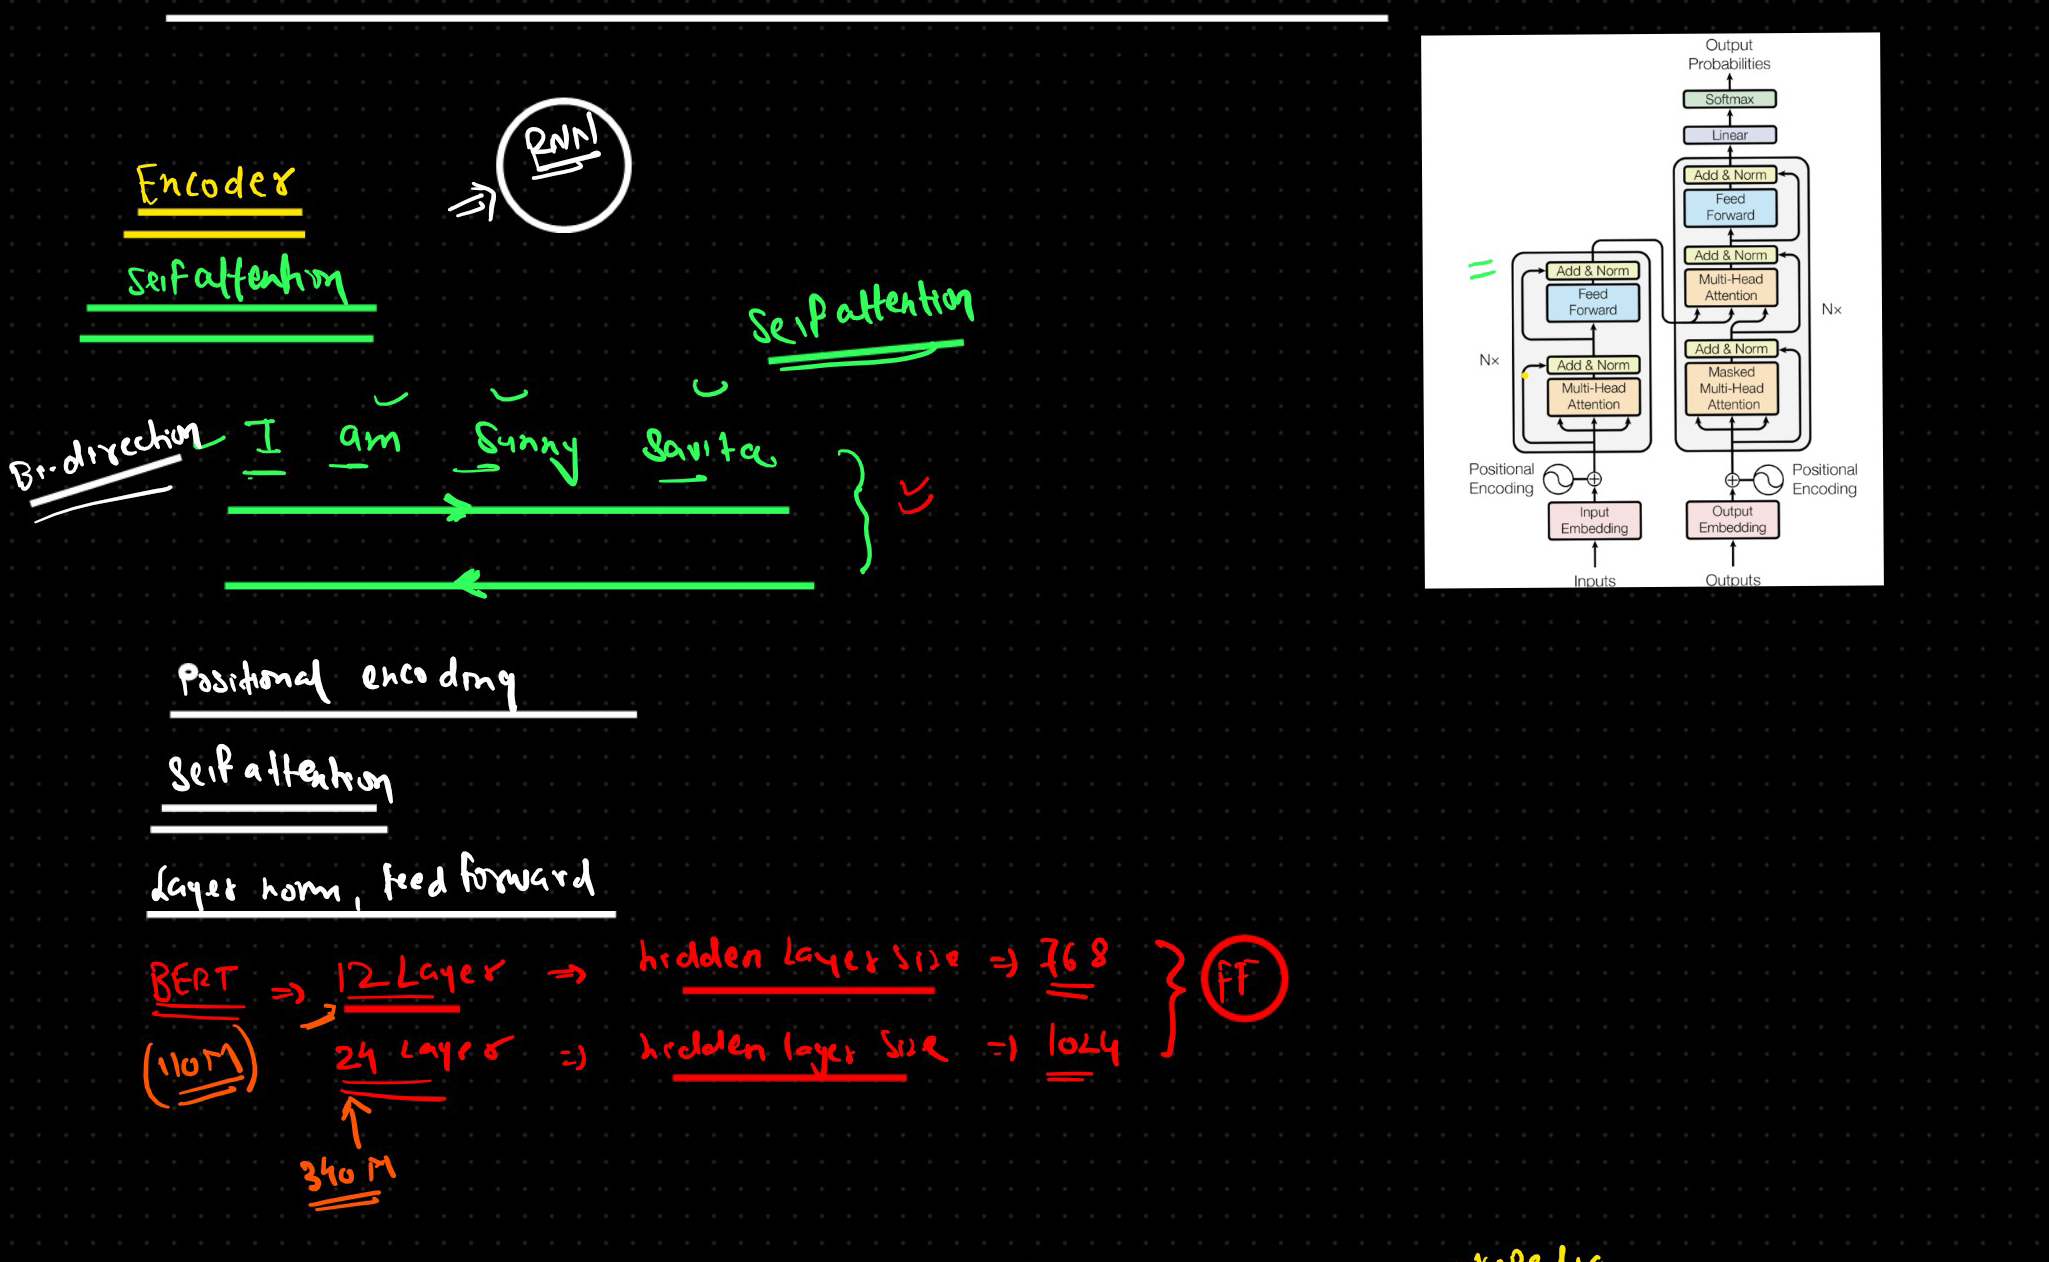 RNN
Encoder
Self attention
Self attention
Bi-direction
I am Sunny Savita
Positional encoding
Self attention
Layer norm, feed forward
BERT => 12 Layer => hidden Layer size => 768
FF
(110M)
24 Layer => hidden layer size => 1024
340M
Output
Probabilities
Softmax
Linear
Add & Norm
Feed
Forward
Add & Norm
Multi-Head
Attention
Nx
Add & Norm
Masked
Multi-Head
Attention
Add & Norm
Feed
Forward
Nx
Add & Norm
Multi-Head
Attention
Positional
Encoding
Positional
Encoding
Input
Embedding
Output
Embedding
Inputs
Outputs